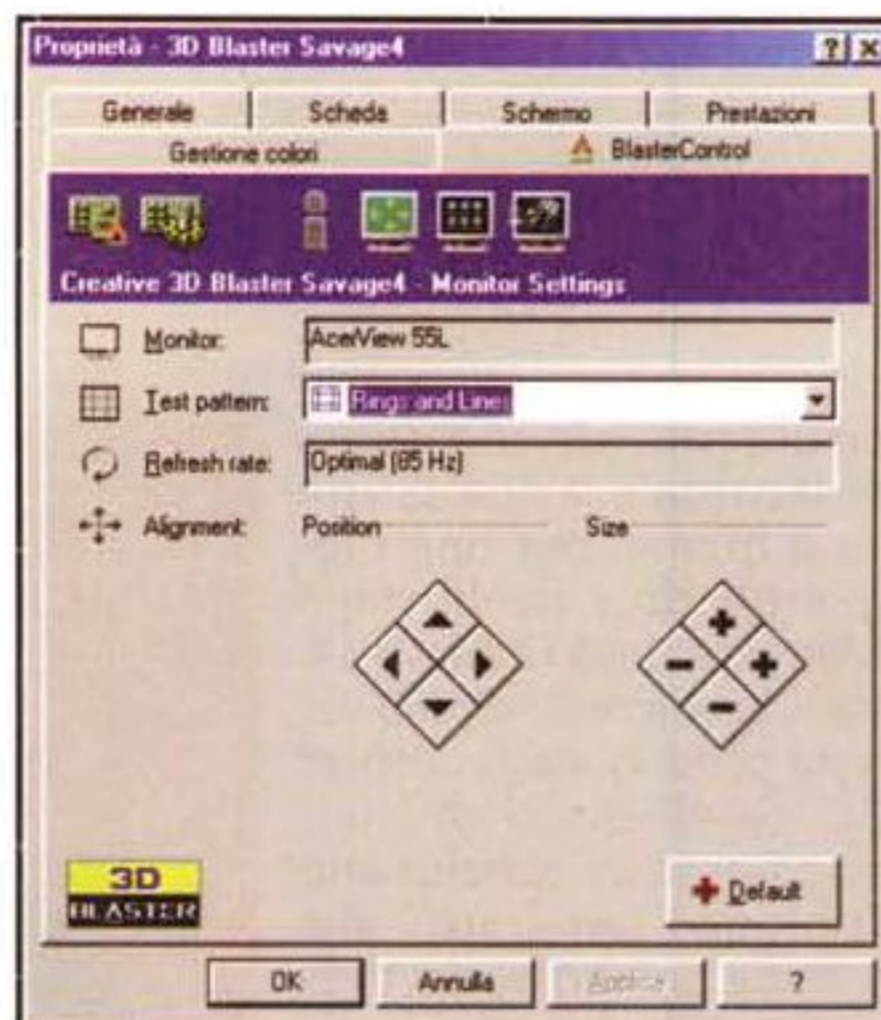 Proprietà - 3D Blaster Savage4
Generale Scheda Schermo Prestazioni
Gestione colori BlasterControl
Creative 3D Blaster Savage4 - Monitor Settings
Monitor: AcerView 55L
Test pattern: Rings and Lines
Refresh rate: Optimal (85 Hz)
Alignment: Position Size
3D
BLASTER
Default
OK Annulla Applica ?